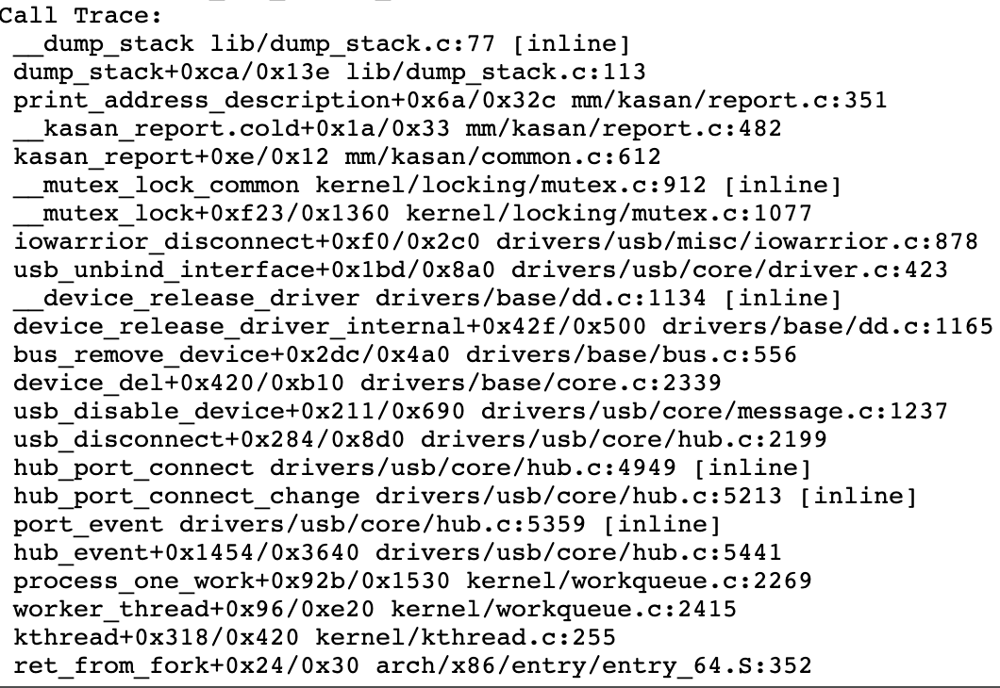 Call Trace:
__dump_stack lib/dump_stack.c:77 [inline]
dump_stack+0xca/0x13e lib/dump_stack.c:113
print_address_description+0x6a/0x32c mm/kasan/report.c:351
__kasan_report.cold+0x1a/0x33 mm/kasan/report.c:482
kasan_report+0xe/0x12 mm/kasan/common.c:612
__mutex_lock_common kernel/locking/mutex.c:912 [inline]
__mutex_lock+0xf23/0x1360 kernel/locking/mutex.c:1077
iowarrior_disconnect+0xf0/0x2c0 drivers/usb/misc/iowarrior.c:878
usb_unbind_interface+0x1bd/0x8a0 drivers/usb/core/driver.c:423
__device_release_driver drivers/base/dd.c:1134 [inline]
device_release_driver_internal+0x42f/0x500 drivers/base/dd.c:1165
bus_remove_device+0x2dc/0x4a0 drivers/base/bus.c:556
device_del+0x420/0xb10 drivers/base/core.c:2339
usb_disable_device+0x211/0x690 drivers/usb/core/message.c:1237
usb_disconnect+0x284/0x8d0 drivers/usb/core/hub.c:2199
hub_port_connect drivers/usb/core/hub.c:4949 [inline]
hub_port_connect_change drivers/usb/core/hub.c:5213 [inline]
port_event drivers/usb/core/hub.c:5359 [inline]
hub_event+0x1454/0x3640 drivers/usb/core/hub.c:5441
process_one_work+0x92b/0x1530 kernel/workqueue.c:2269
worker_thread+0x96/0xe20 kernel/workqueue.c:2415
kthread+0x318/0x420 kernel/kthread.c:255
ret_from_fork+0x24/0x30 arch/x86/entry/entry_64.S:352